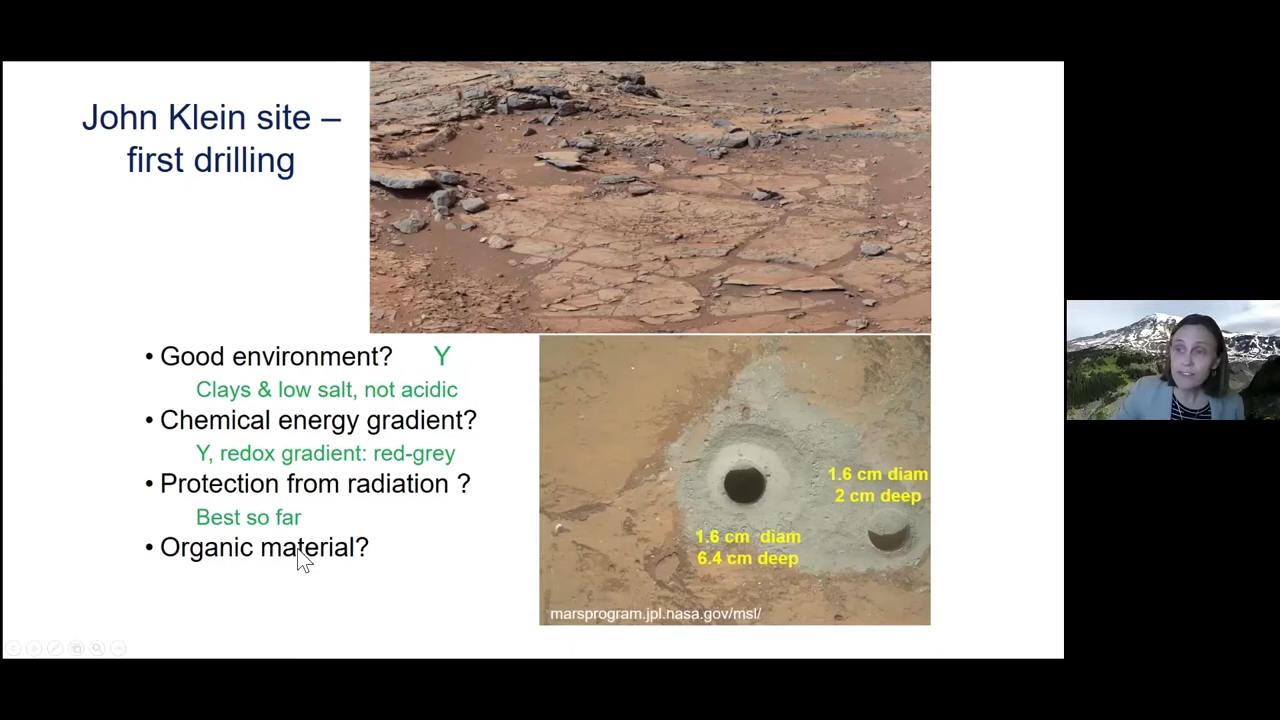 John Klein site –
first drilling
• Good environment? Y
Clays & low salt, not acidic
• Chemical energy gradient?
Y, redox gradient: red-grey
• Protection from radiation ?
Best so far
• Organic material?
1.6 cm diam
2 cm deep
1.6 cm diam
6.4 cm deep
marsprogram.jpl.nasa.gov/msl/